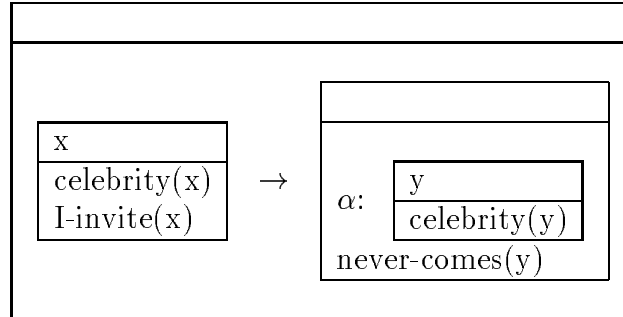 x
celebrity(x)
I-invite(x)
→
α:
y
celebrity(y)
never-comes(y)